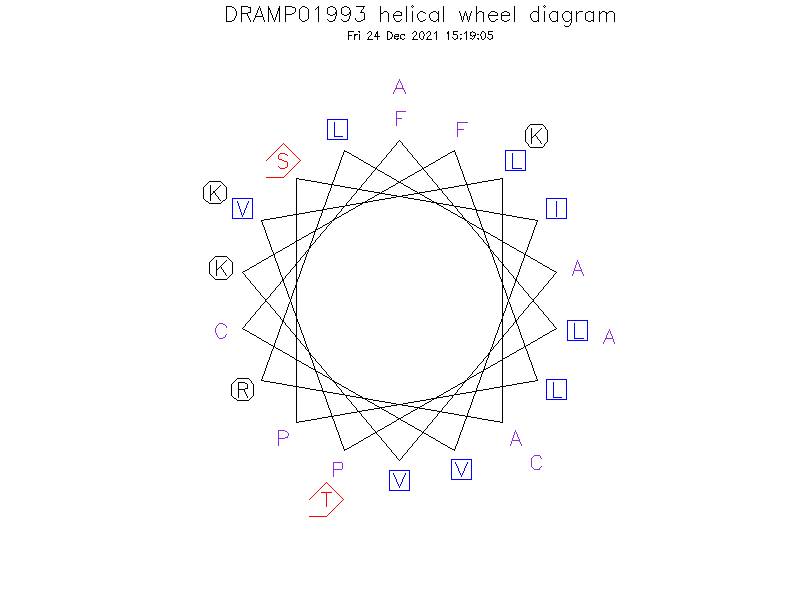 DRAMP01993 helical wheel diagram
Fri 24 Dec 2021 15:19:05
A
F
L
F
K
S
L
K
V
I
K
A
C
L
A
R
L
P
A
C
P
V
V
T